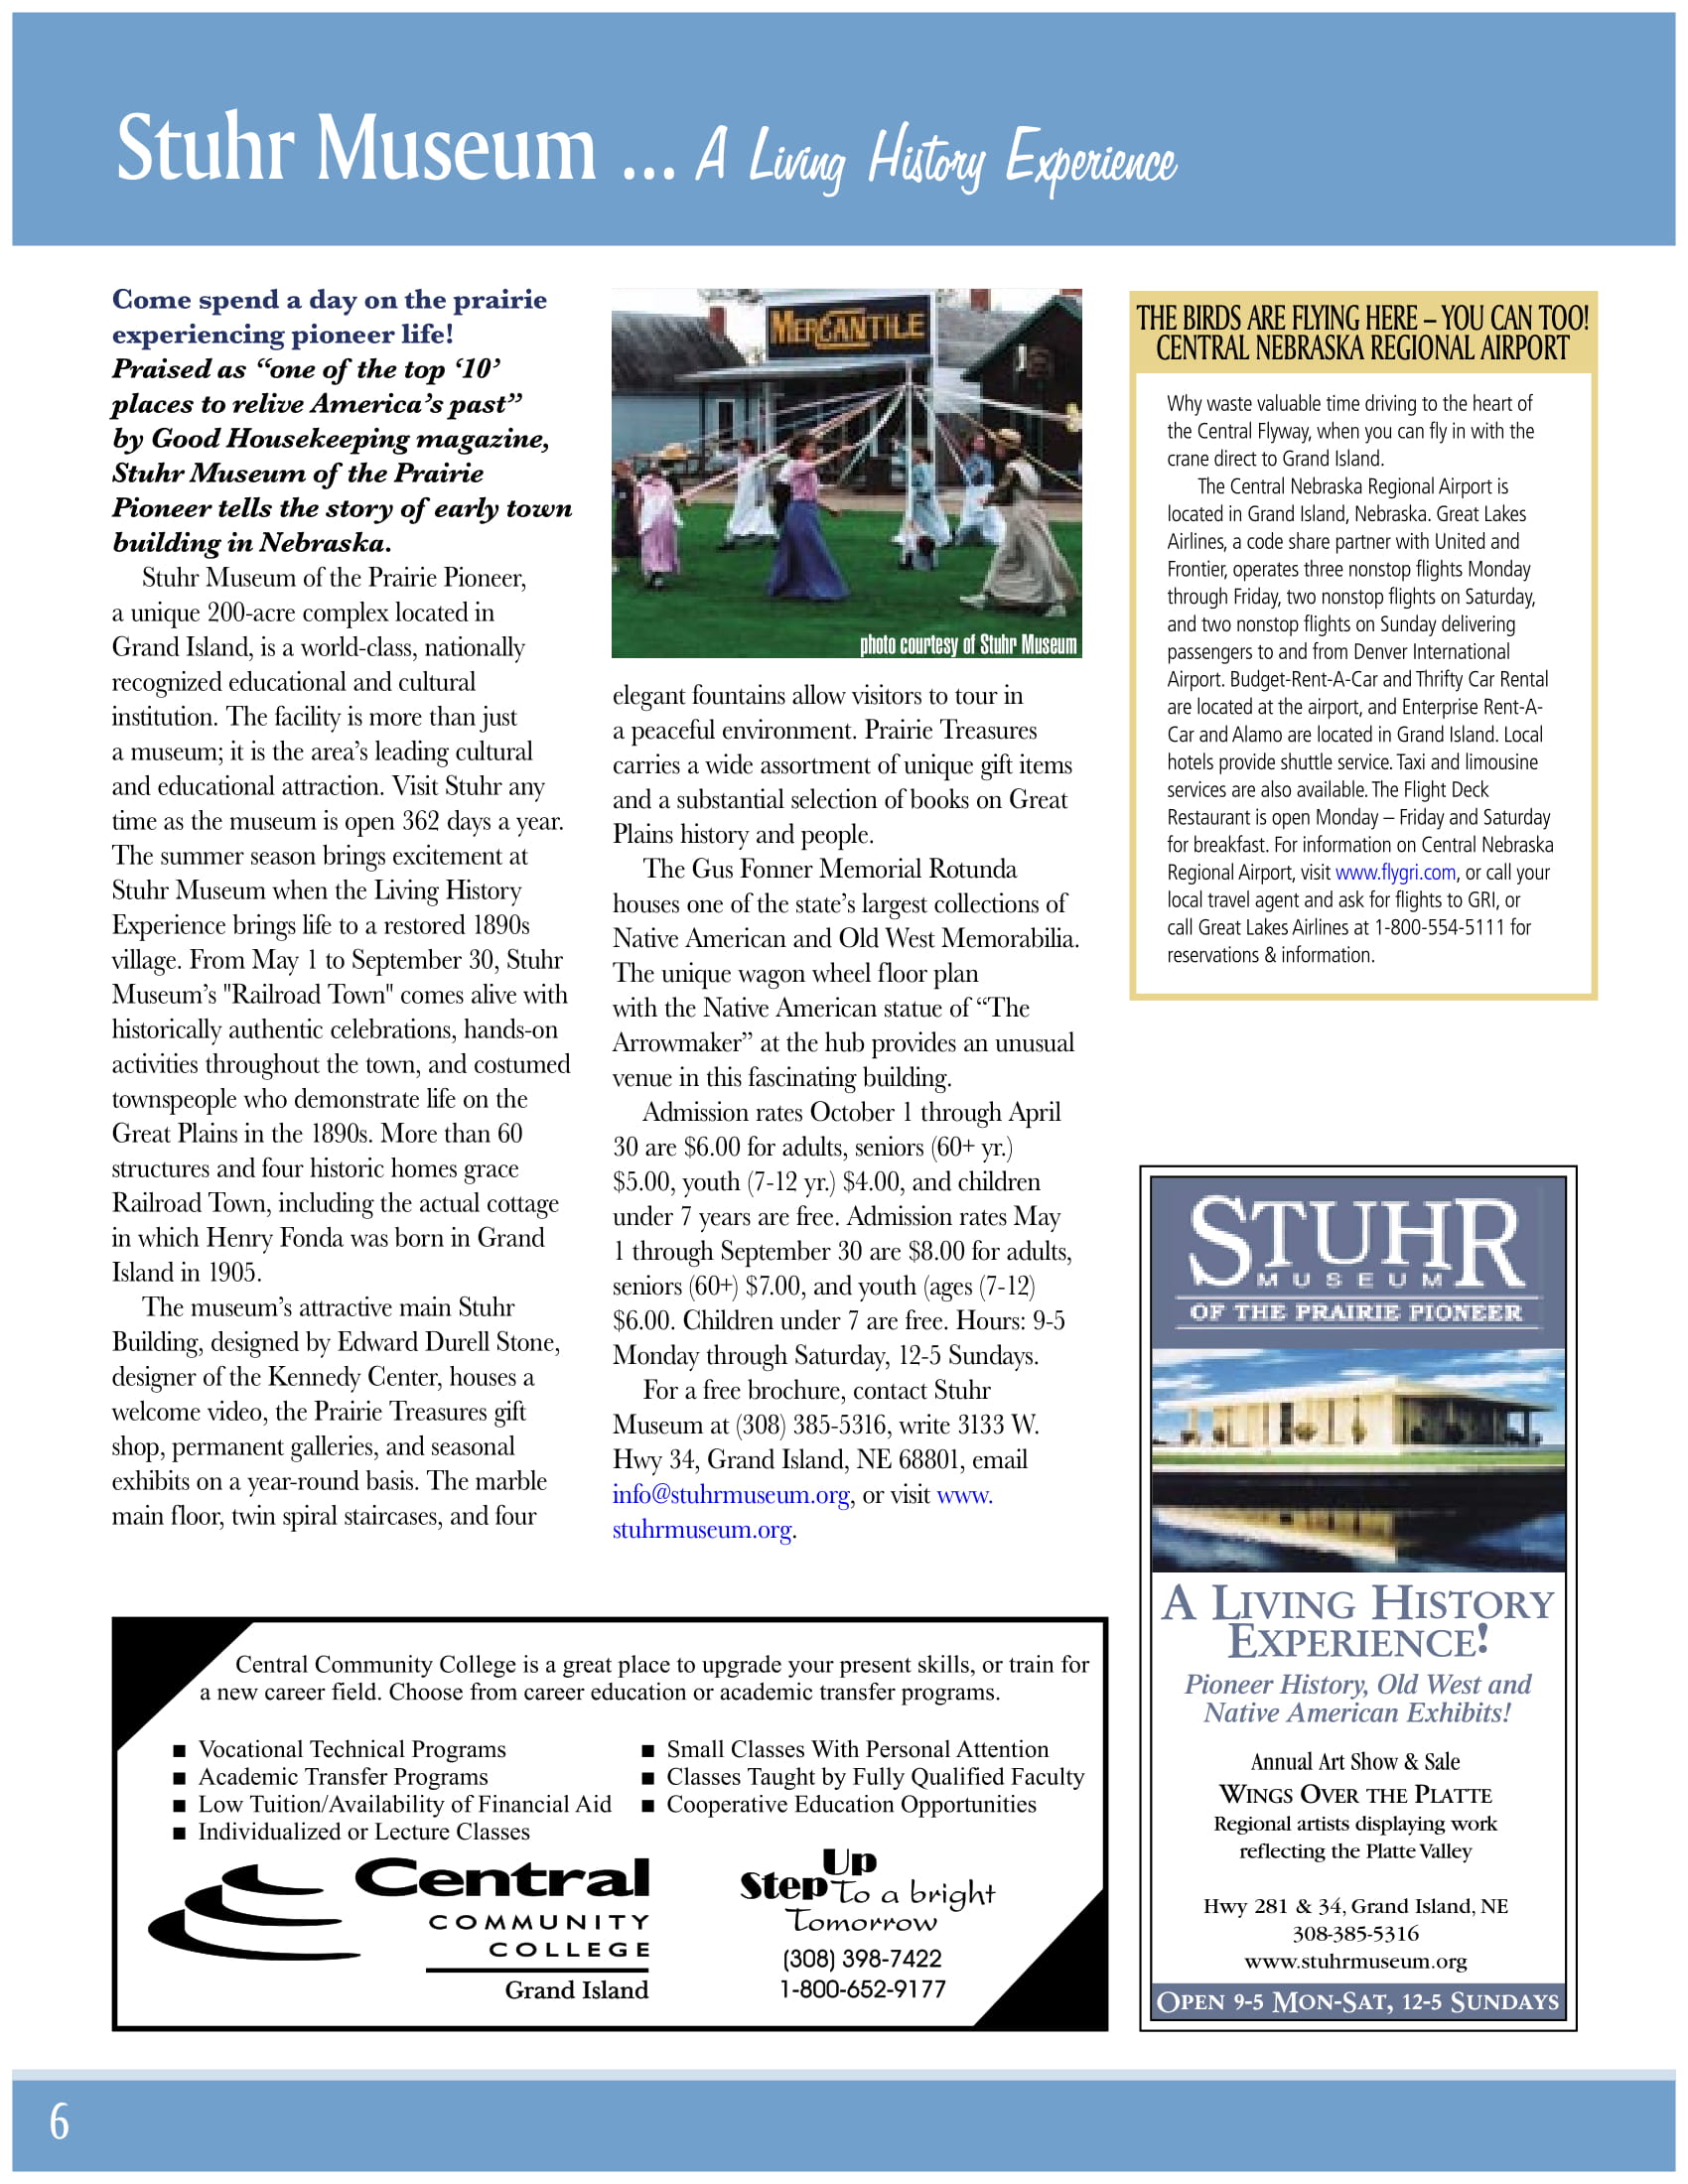 Stuhr Museum ... A Living History Experience
Come spend a day on the prairie
experiencing pioneer life!
Praised as “one of the top ‘10’
places to relive America’s past”
by Good Housekeeping magazine,
Stuhr Museum of the Prairie
Pioneer tells the story of early town
building in Nebraska.
Stuhr Museum of the Prairie Pioneer,
a unique 200-acre complex located in
Grand Island, is a world-class, nationally
recognized educational and cultural
institution. The facility is more than just
a museum; it is the area’s leading cultural
and educational attraction. Visit Stuhr any
time as the museum is open 362 days a year.
The summer season brings excitement at
Stuhr Museum when the Living History
Experience brings life to a restored 1890s
village. From May 1 to September 30, Stuhr
Museum’s "Railroad Town" comes alive with
historically authentic celebrations, hands-on
activities throughout the town, and costumed
townspeople who demonstrate life on the
Great Plains in the 1890s. More than 60
structures and four historic homes grace
Railroad Town, including the actual cottage
in which Henry Fonda was born in Grand
Island in 1905.
The museum’s attractive main Stuhr
Building, designed by Edward Durell Stone,
designer of the Kennedy Center, houses a
welcome video, the Prairie Treasures gift
shop, permanent galleries, and seasonal
exhibits on a year-round basis. The marble
main floor, twin spiral staircases, and four
MERCANTILE
photo courtesy of Stuhr Museum
elegant fountains allow visitors to tour in
a peaceful environment. Prairie Treasures
carries a wide assortment of unique gift items
and a substantial selection of books on Great
Plains history and people.
The Gus Fonner Memorial Rotunda
houses one of the state’s largest collections of
Native American and Old West Memorabilia.
The unique wagon wheel floor plan
with the Native American statue of “The
Arrowmaker” at the hub provides an unusual
venue in this fascinating building.
Admission rates October 1 through April
30 are $6.00 for adults, seniors (60+ yr.)
$5.00, youth (7-12 yr.) $4.00, and children
under 7 years are free. Admission rates May
1 through September 30 are $8.00 for adults,
seniors (60+) $7.00, and youth (ages (7-12)
$6.00. Children under 7 are free. Hours: 9-5
Monday through Saturday, 12-5 Sundays.
For a free brochure, contact Stuhr
Museum at (308) 385-5316, write 3133 W.
Hwy 34, Grand Island, NE 68801, email
info@stuhrmuseum.org, or visit www.
stuhrmuseum.org.
THE BIRDS ARE FLYING HERE – YOU CAN TOO!
CENTRAL NEBRASKA REGIONAL AIRPORT
Why waste valuable time driving to the heart of
the Central Flyway, when you can fly in with the
crane direct to Grand Island.
The Central Nebraska Regional Airport is
located in Grand Island, Nebraska. Great Lakes
Airlines, a code share partner with United and
Frontier, operates three nonstop flights Monday
through Friday, two nonstop flights on Saturday,
and two nonstop flights on Sunday delivering
passengers to and from Denver International
Airport. Budget-Rent-A-Car and Thrifty Car Rental
are located at the airport, and Enterprise Rent-A-
Car and Alamo are located in Grand Island. Local
hotels provide shuttle service. Taxi and limousine
services are also available. The Flight Deck
Restaurant is open Monday – Friday and Saturday
for breakfast. For information on Central Nebraska
Regional Airport, visit www.flygri.com, or call your
local travel agent and ask for flights to GRI, or
call Great Lakes Airlines at 1-800-554-5111 for
reservations & information.
STUHR
MUSEUM
OF THE PRAIRIE PIONEER
A LIVING HISTORY
EXPERIENCE!
Pioneer History, Old West and
Native American Exhibits!
Annual Art Show & Sale
WINGS OVER THE PLATTE
Regional artists displaying work
reflecting the Platte Valley
Hwy 281 & 34, Grand Island, NE
308-385-5316
www.stuhrmuseum.org
OPEN 9-5 MON-SAT, 12-5 SUNDAYS
Central Community College is a great place to upgrade your present skills, or train for
a new career field. Choose from career education or academic transfer programs.
■ Vocational Technical Programs
■ Academic Transfer Programs
■ Low Tuition/Availability of Financial Aid
■ Individualized or Lecture Classes
■ Small Classes With Personal Attention
■ Classes Taught by Fully Qualified Faculty
■ Cooperative Education Opportunities
Central
COMMUNITY
COLLEGE
Grand Island
Step Up To a bright
Tomorrow
(308) 398-7422
1-800-652-9177
6